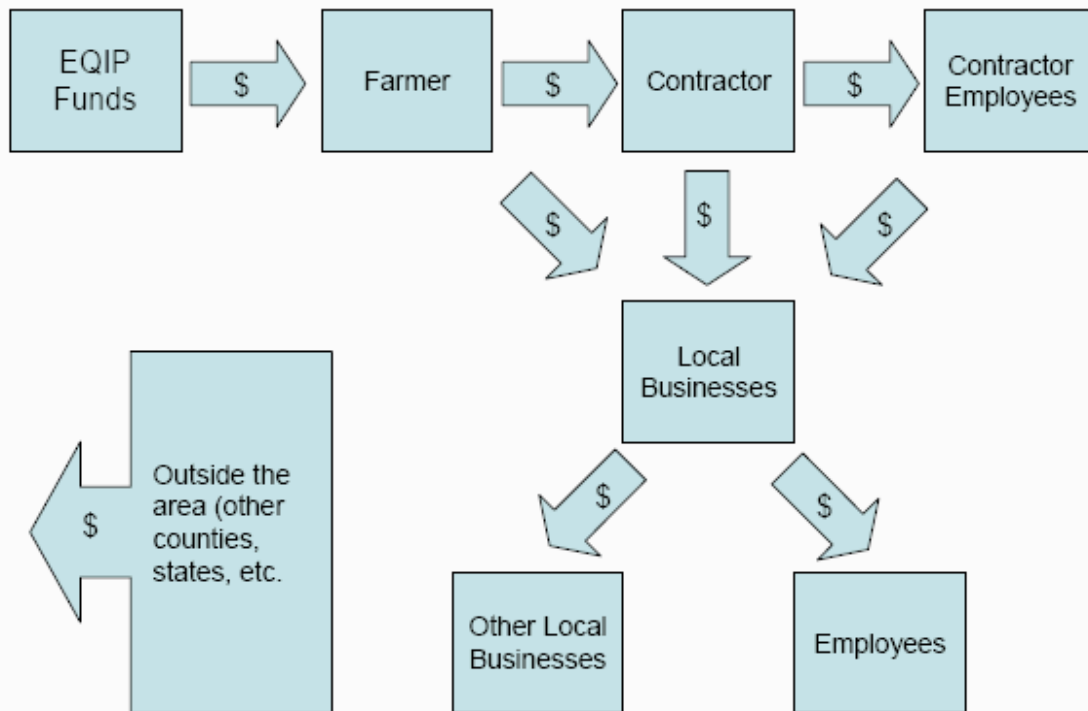 EQIP
Funds
$
Farmer
$
Contractor
$
Contractor
Employees
$
$
$
Local
Businesses
Outside the
area (other
counties,
states, etc.
$
$
$
Other Local
Businesses
Employees